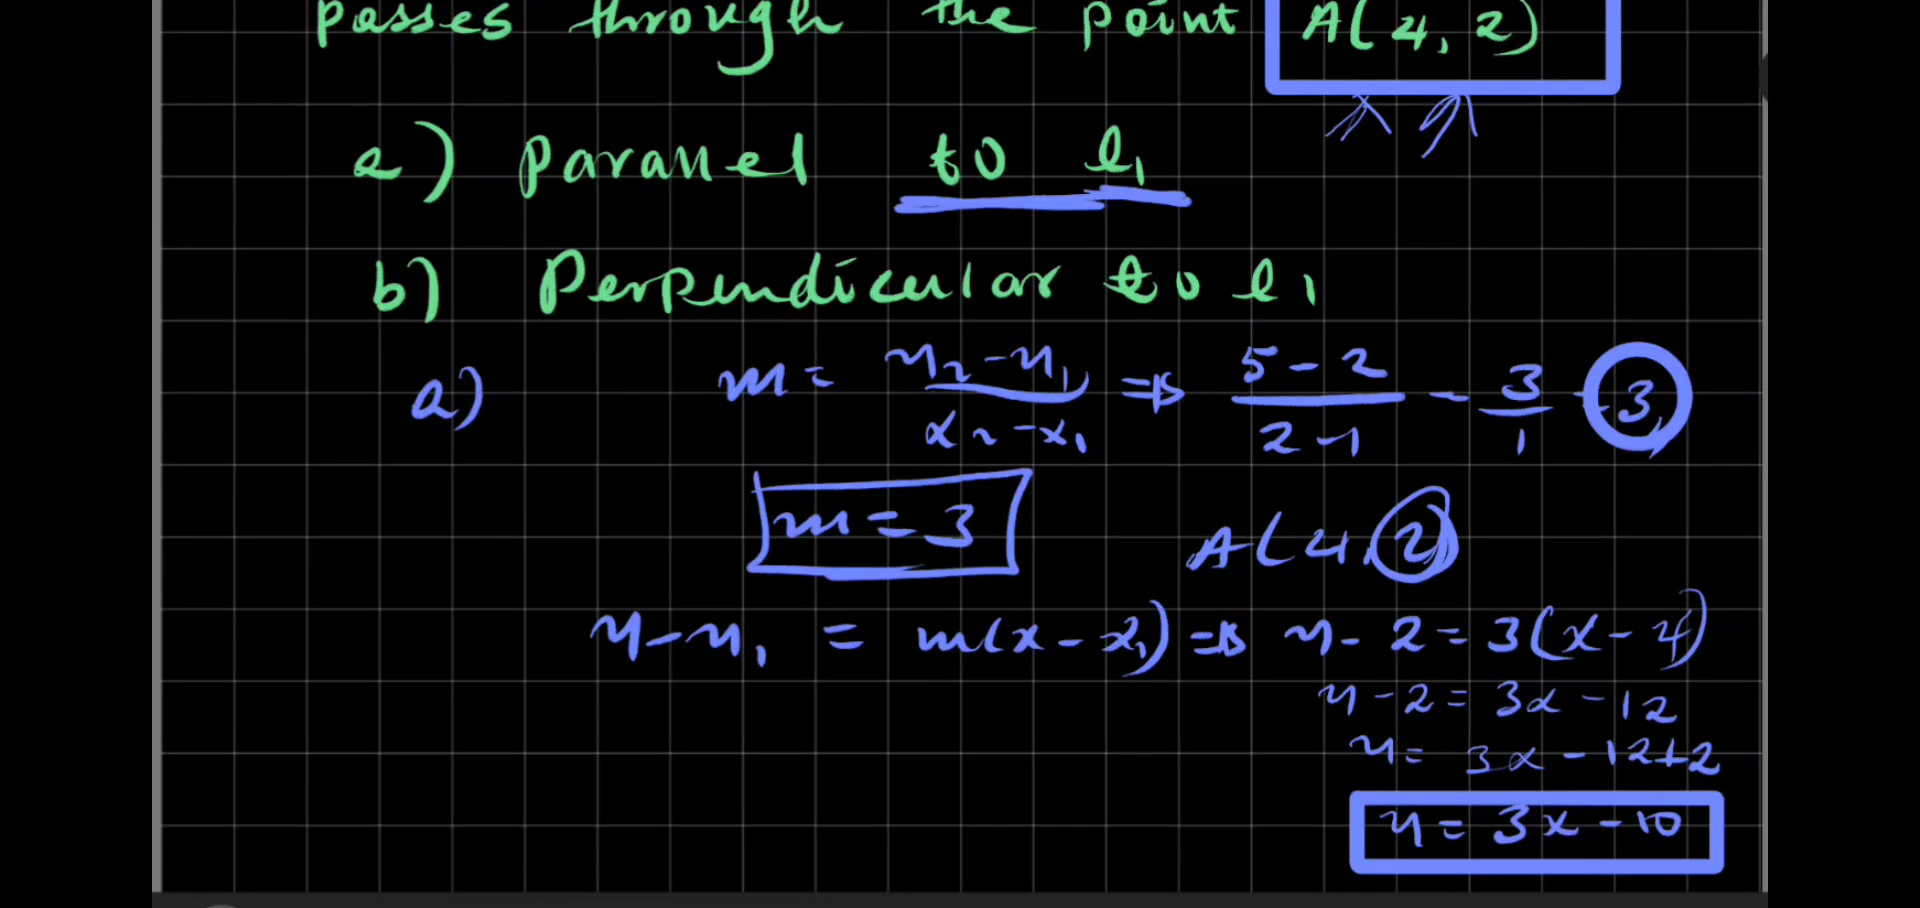 passes through the point A(4, 2)
a) parallel to l₁
b) Perpendicular to l₁
a) m = y₂-y₁ / x₂-x₁ ⇒ 5-2 / 2-1 = 3/1 = 3
m = 3 A(4, 2)
y-y₁ = m(x-x₁) ⇒ y-2=3(x-4)
y-2=3x-12
y=3x-12+2
y=3x-10